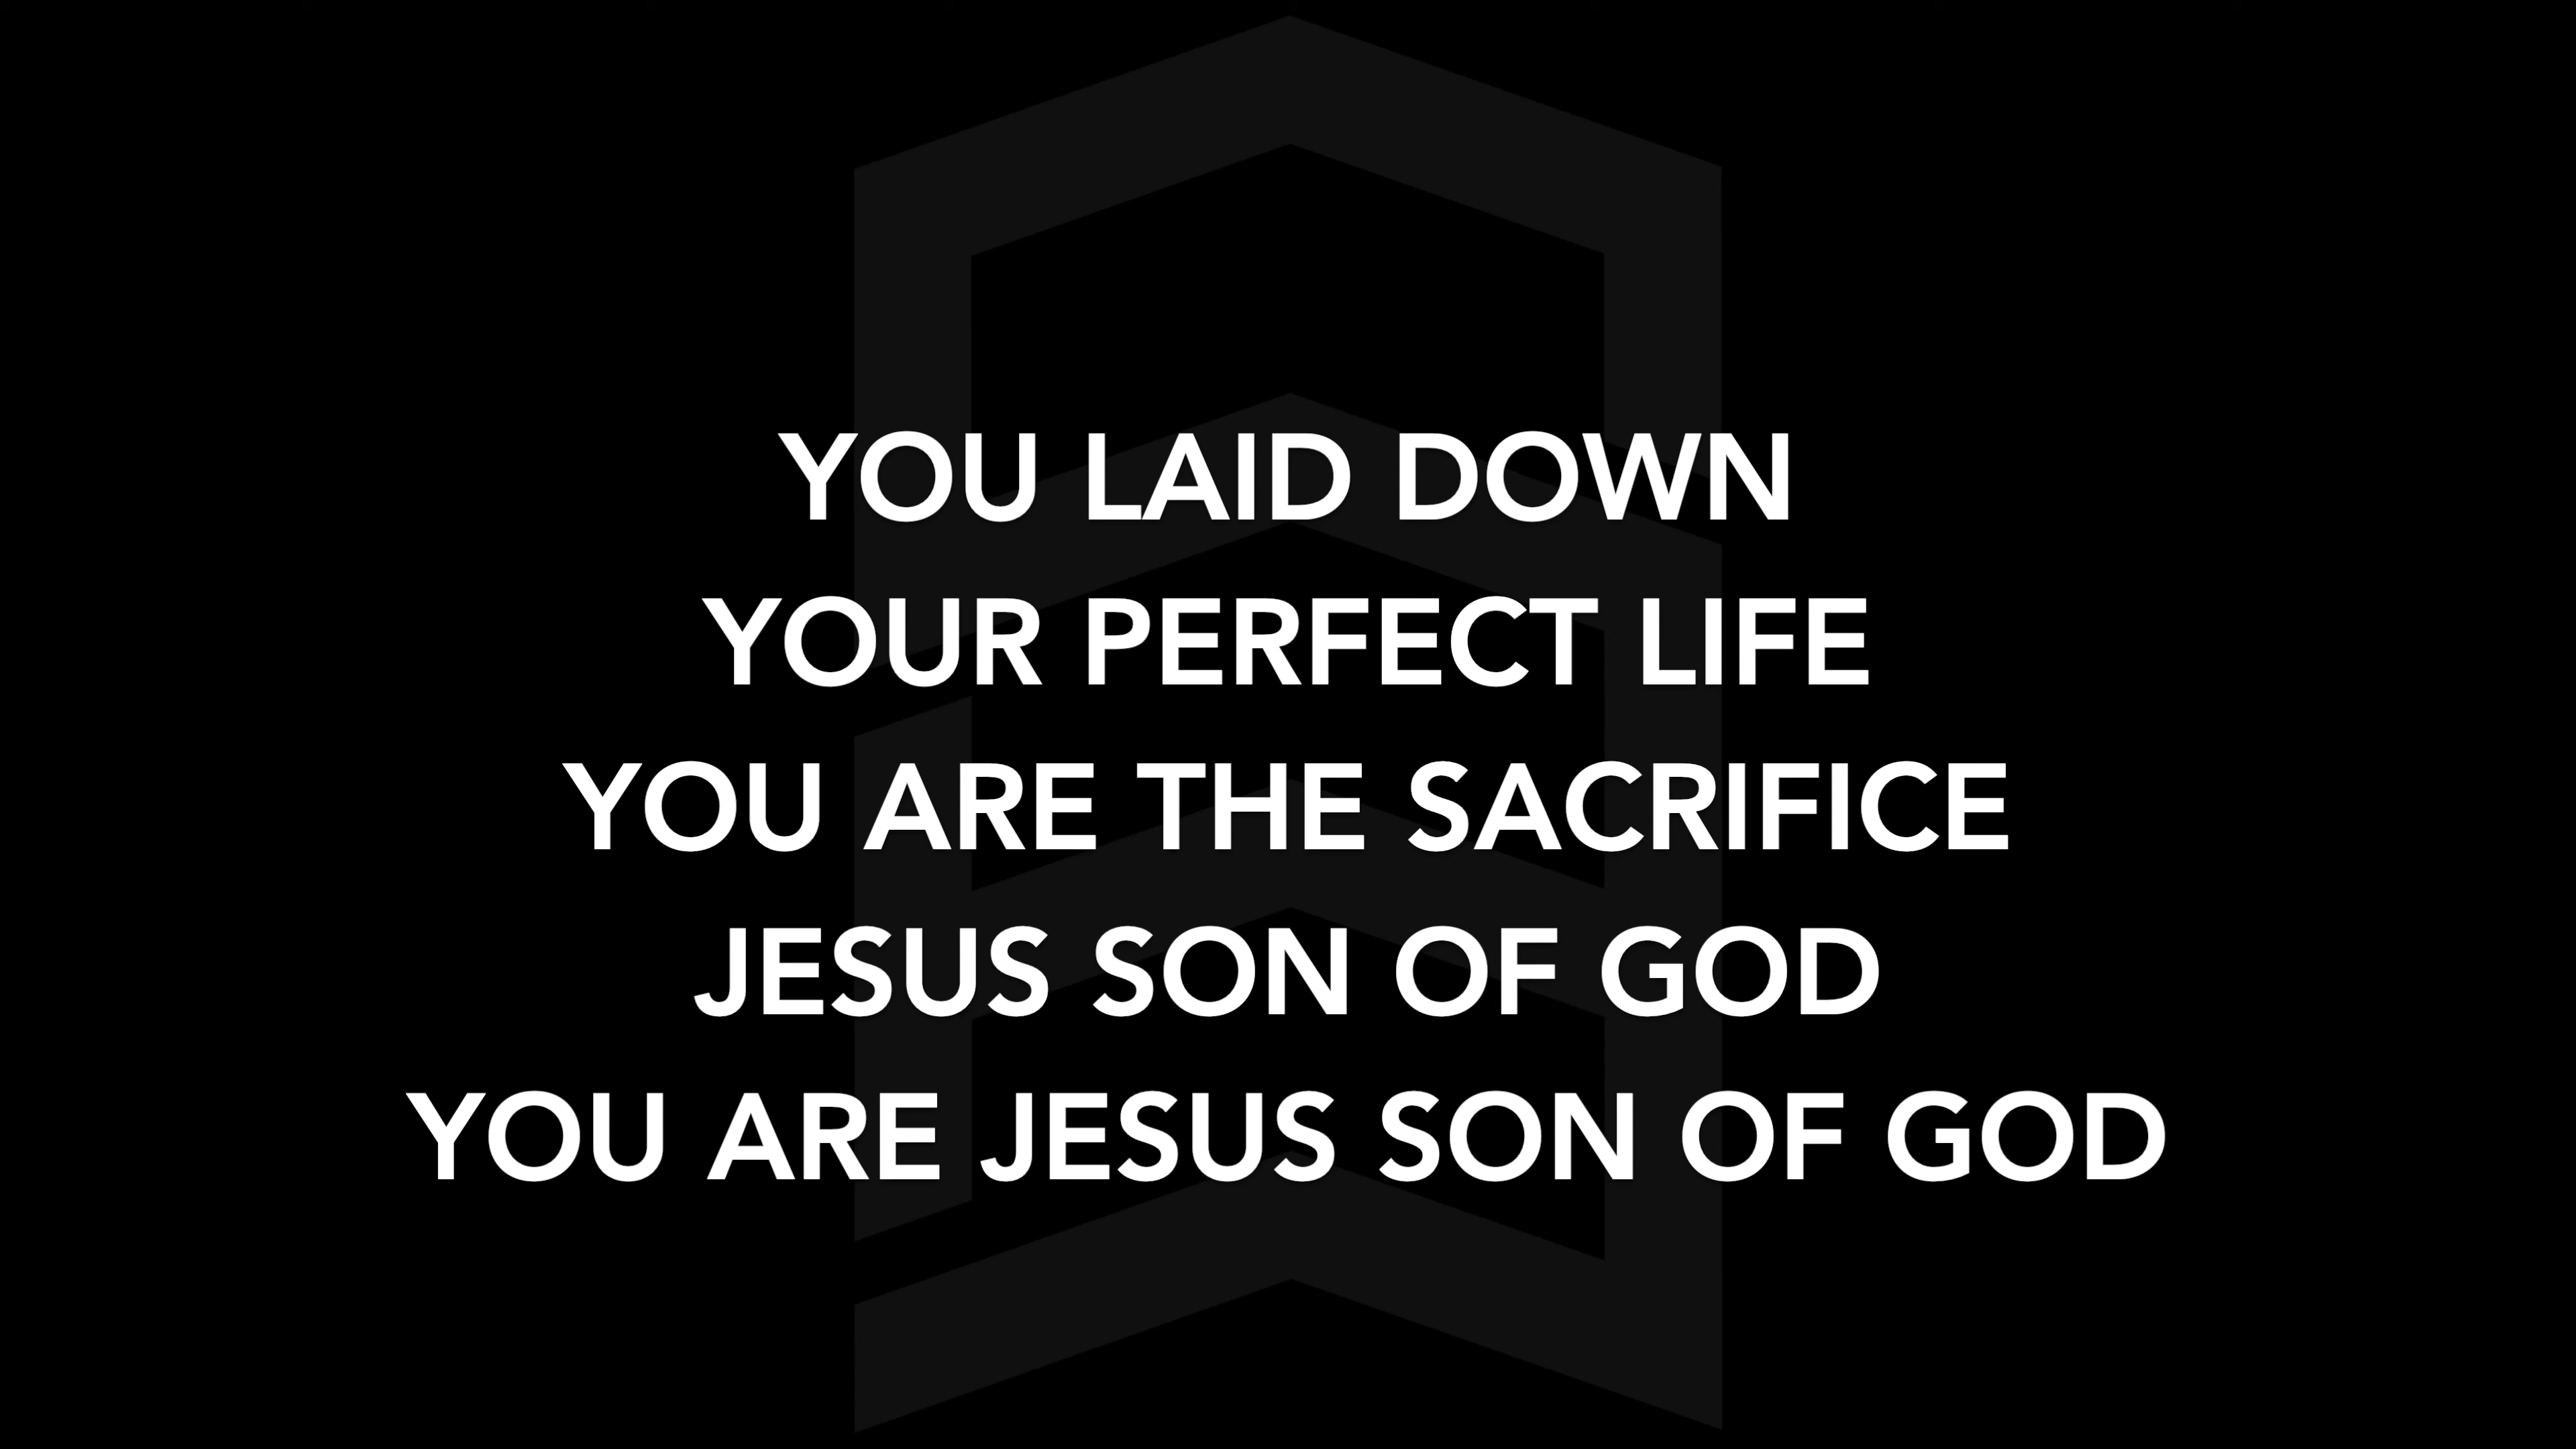 YOU LAID DOWN
YOUR PERFECT LIFE
YOU ARE THE SACRIFICE
JESUS SON OF GOD
YOU ARE JESUS SON OF GOD